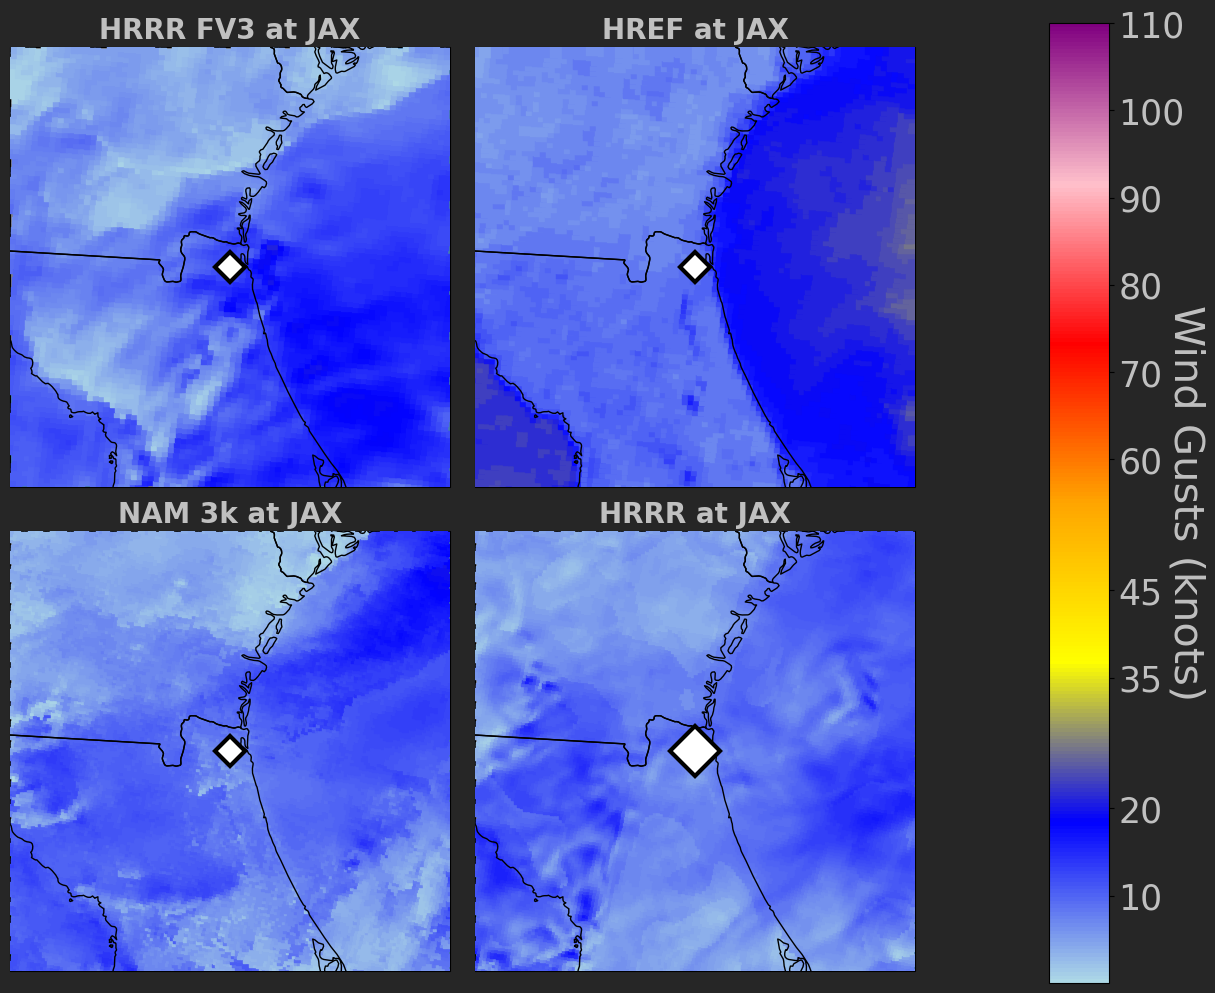 HRRR FV3 at JAX
HREF at JAX
NAM 3k at JAX
HRRR at JAX
110
100
90
80
70
60
45
35
20
10
Wind Gusts (knots)